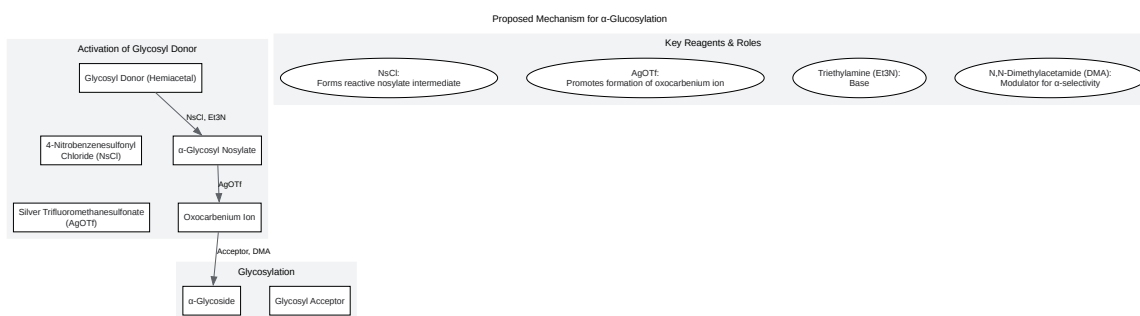 Proposed Mechanism for α-Glucosylation
Activation of Glycosyl Donor
Key Reagents & Roles
Glycosyl Donor (Hemiacetal)
NsCl:
Forms reactive nosylate intermediate
AgOTf:
Promotes formation of oxocarbenium ion
Triethylamine (Et3N):
Base
N,N-Dimethylacetamide (DMA):
Modulator for α-selectivity
NsCl, Et3N
4-Nitrobenzenesulfonyl
Chloride (NsCl)
α-Glycosyl Nosylate
AgOTf
Silver Trifluoromethanesulfonate
(AgOTf)
Oxocarbenium Ion
Acceptor, DMA
Glycosylation
α-Glycoside
Glycosyl Acceptor